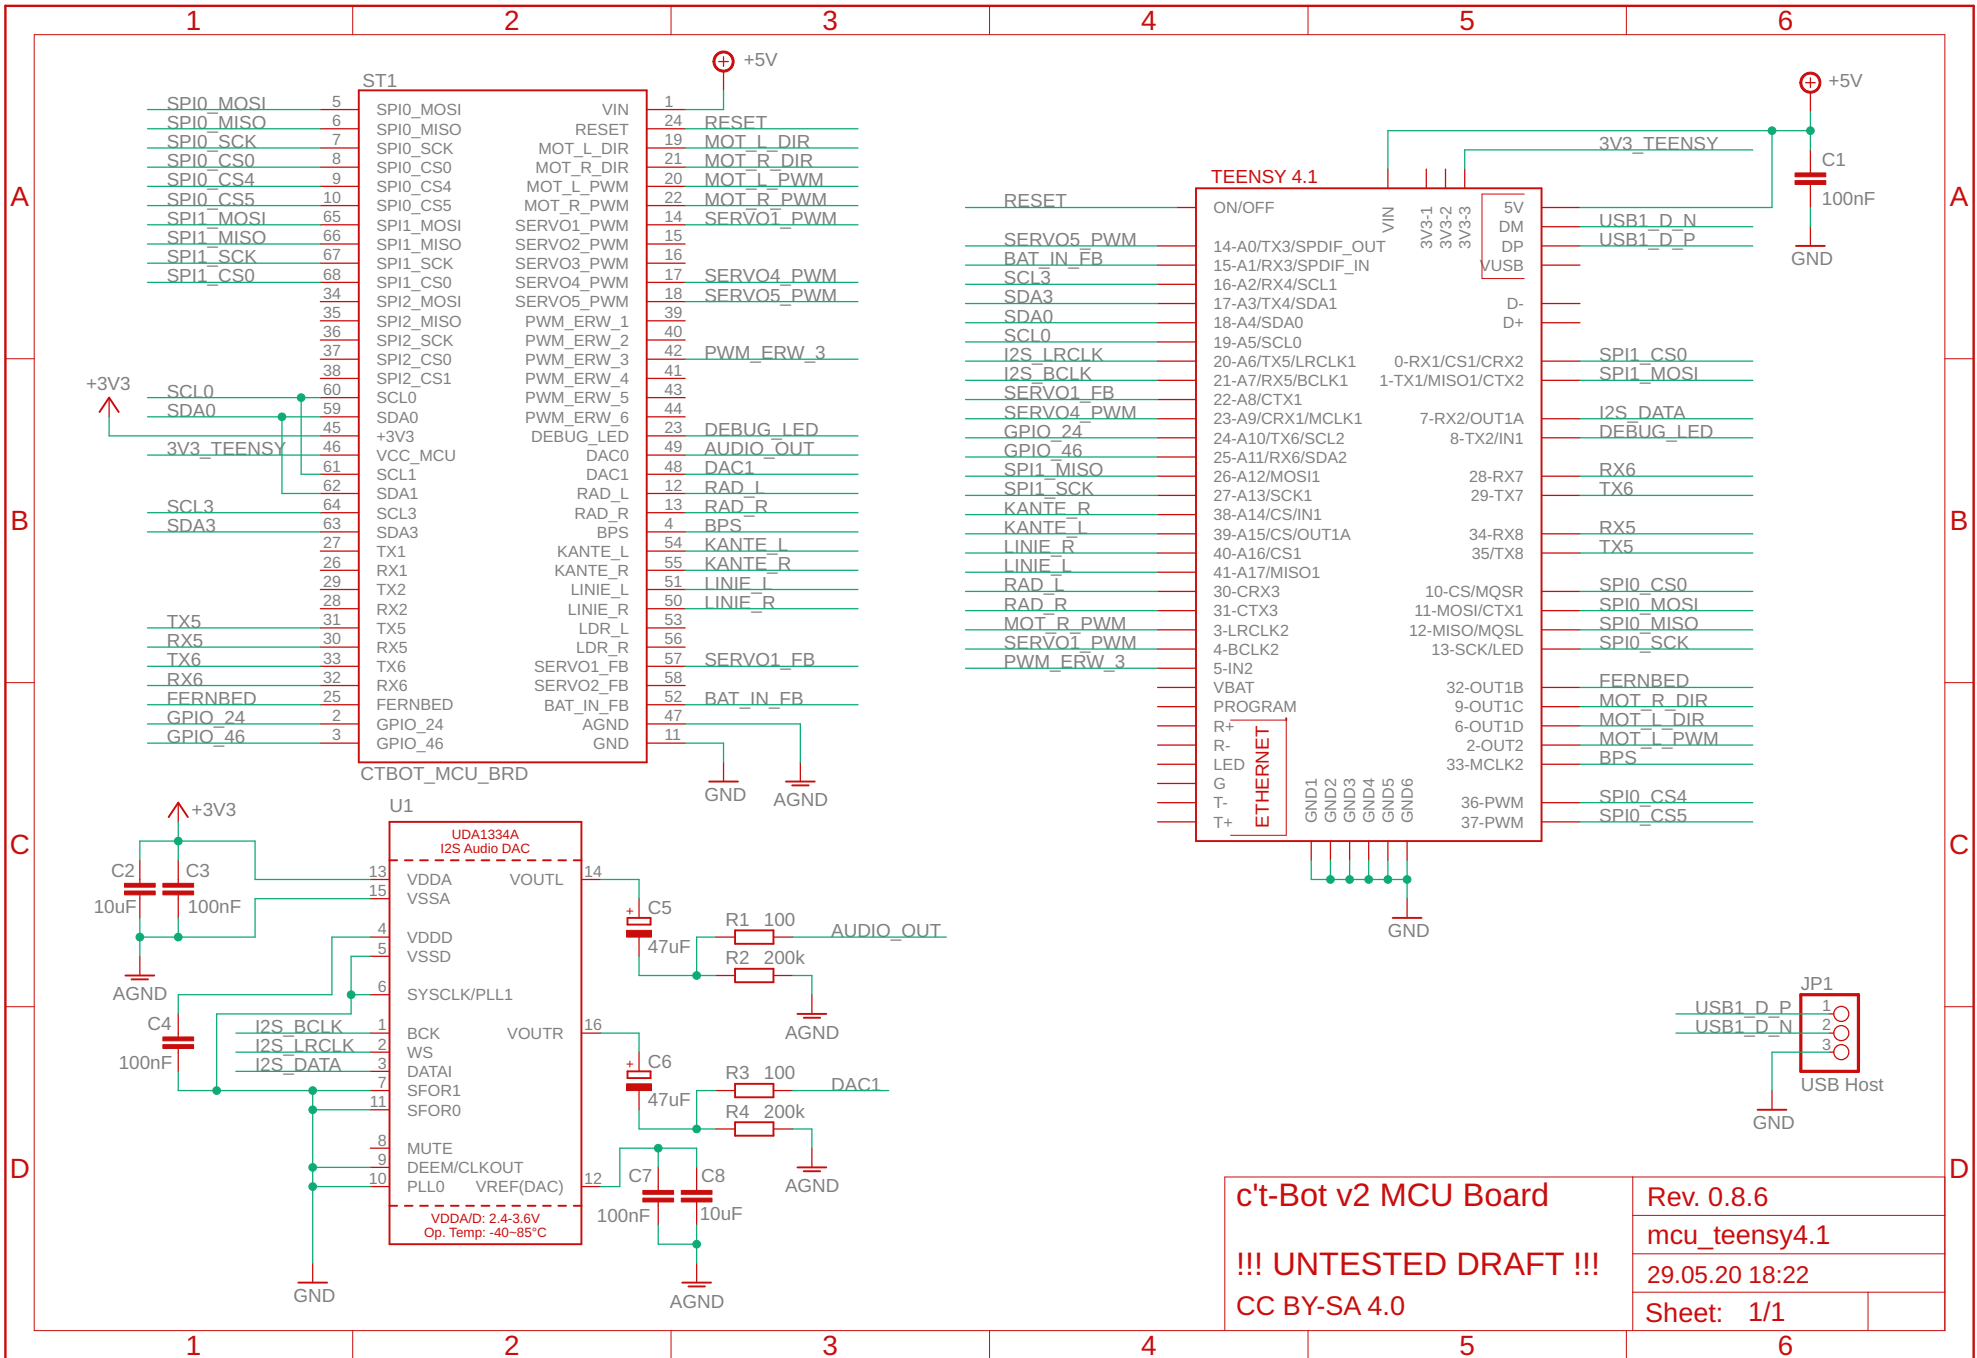 1 2 3 4 5 6
A A
B B
C C
D D
ST1
+5V
SPI0_MOSI 5 SPI0_MOSI VIN 1
SPI0_MISO 6 SPI0_MISO RESET 24 RESET
SPI0_SCK 7 SPI0_SCK MOT_L_DIR 19 MOT_L_DIR
SPI0_CS0 8 SPI0_CS0 MOT_R_DIR 21 MOT_R_DIR
SPI0_CS4 9 SPI0_CS4 MOT_L_PWM 20 MOT_L_PWM
SPI0_CS5 10 SPI0_CS5 MOT_R_PWM 22 MOT_R_PWM
SPI1_MOSI 65 SPI1_MOSI SERVO1_PWM 14 SERVO1_PWM
SPI1_MISO 66 SPI1_MISO SERVO2_PWM 15
SPI1_SCK 67 SPI1_SCK SERVO3_PWM 16
SPI1_CS0 68 SPI1_CS0 SERVO4_PWM 17 SERVO4_PWM
34 SPI2_MOSI SERVO5_PWM 18 SERVO5_PWM
35 SPI2_MISO PWM_ERW_1 39
36 SPI2_SCK PWM_ERW_2 40
37 SPI2_CS0 PWM_ERW_3 42 PWM_ERW_3
38 SPI2_CS1 PWM_ERW_4 41
+3V3
SCL0 60 SCL0 PWM_ERW_5 43
SDA0 59 SDA0 PWM_ERW_6 44
45 +3V3 DEBUG_LED 23 DEBUG_LED
3V3_TEENSY 46 VCC_MCU DAC0 49 AUDIO_OUT
61 SCL1 DAC1 48 DAC1
62 SDA1 RAD_L 12 RAD_L
SCL3 64 SCL3 RAD_R 13 RAD_R
SDA3 63 SDA3 BPS 4 BPS
27 TX1 KANTE_L 54 KANTE_L
26 RX1 KANTE_R 55 KANTE_R
29 TX2 LINIE_L 51 LINIE_L
28 RX2 LINIE_R 50 LINIE_R
TX5 31 TX5 LDR_L 53
RX5 30 RX5 LDR_R 56
TX6 33 TX6 SERVO1_FB 57 SERVO1_FB
RX6 32 RX6 SERVO2_FB 58
FERNBED 25 FERNBED BAT_IN_FB 52 BAT_IN_FB
GPIO_24 2 GPIO_24 AGND 47
GPIO_46 3 GPIO_46 GND 11
CTBOT_MCU_BRD
GND AGND
+5V
3V3_TEENSY
C1
100nF
GND
TEENSY 4.1
VIN 3V3-1 3V3-2 3V3-3
RESET ON/OFF 5V
DM USB1_D_N
SERVO5_PWM 14-A0/TX3/SPDIF_OUT DP USB1_D_P
BAT_IN_FB 15-A1/RX3/SPDIF_IN VUSB
SCL3 16-A2/RX4/SCL1
SDA3 17-A3/TX4/SDA1 D-
SDA0 18-A4/SDA0 D+
SCL0 19-A5/SCL0
I2S_LRCLK 20-A6/TX5/LRCLK1 0-RX1/CS1/CRX2 SPI1_CS0
I2S_BCLK 21-A7/RX5/BCLK1 1-TX1/MISO1/CTX2 SPI1_MOSI
SERVO1_FB 22-A8/CTX1
SERVO4_PWM 23-A9/CRX1/MCLK1 7-RX2/OUT1A I2S_DATA
GPIO_24 24-A10/TX6/SCL2 8-TX2/IN1 DEBUG_LED
GPIO_46 25-A11/RX6/SDA2
SPI1_MISO 26-A12/MOSI1 28-RX7 RX6
SPI1_SCK 27-A13/SCK1 29-TX7 TX6
KANTE_R 38-A14/CS/IN1
KANTE_L 39-A15/CS/OUT1A 34-RX8 RX5
LINIE_R 40-A16/CS1 35/TX8 TX5
LINIE_L 41-A17/MISO1
RAD_L 30-CRX3 10-CS/MQSR SPI0_CS0
RAD_R 31-CTX3 11-MOSI/CTX1 SPI0_MOSI
MOT_R_PWM 3-LRCLK2 12-MISO/MQSL SPI0_MISO
SERVO1_PWM 4-BCLK2 13-SCK/LED SPI0_SCK
PWM_ERW_3 5-IN2
VBAT 32-OUT1B FERNBED
PROGRAM 9-OUT1C MOT_R_DIR
R+ 6-OUT1D MOT_L_DIR
R- 2-OUT2 MOT_L_PWM
LED 33-MCLK2 BPS
G
T- 36-PWM SPI0_CS4
T+ 37-PWM SPI0_CS5
ETHERNET
GND1 GND2 GND3 GND4 GND5 GND6
GND
+3V3
C2 C3
10uF 100nF
AGND
C4
100nF
U1
UDA1334A
I2S Audio DAC
13 VDDA VOUTL 14
15 VSSA
4 VDDD
5 VSSD
6 SYSCLK/PLL1
I2S_BCLK 1 BCK VOUTR 16
I2S_LRCLK 2 WS
I2S_DATA 3 DATAI
7 SFOR1
11 SFOR0
8 MUTE
9 DEEM/CLKOUT
10 PLL0 VREF(DAC) 12
VDDA/D: 2.4-3.6V
Op. Temp: -40~85°C
GND
+ C5
47uF
R1 100 AUDIO_OUT
R2 200k
AGND
+ C6
47uF
R3 100 DAC1
R4 200k
AGND
C7 C8
100nF 10uF
AGND
JP1
USB1_D_P 1
USB1_D_N 2
3
USB Host
GND
c't-Bot v2 MCU Board
!!! UNTESTED DRAFT !!!
CC BY-SA 4.0
Rev. 0.8.6
mcu_teensy4.1
29.05.20 18:22
Sheet: 1/1
1 2 3 4 5 6